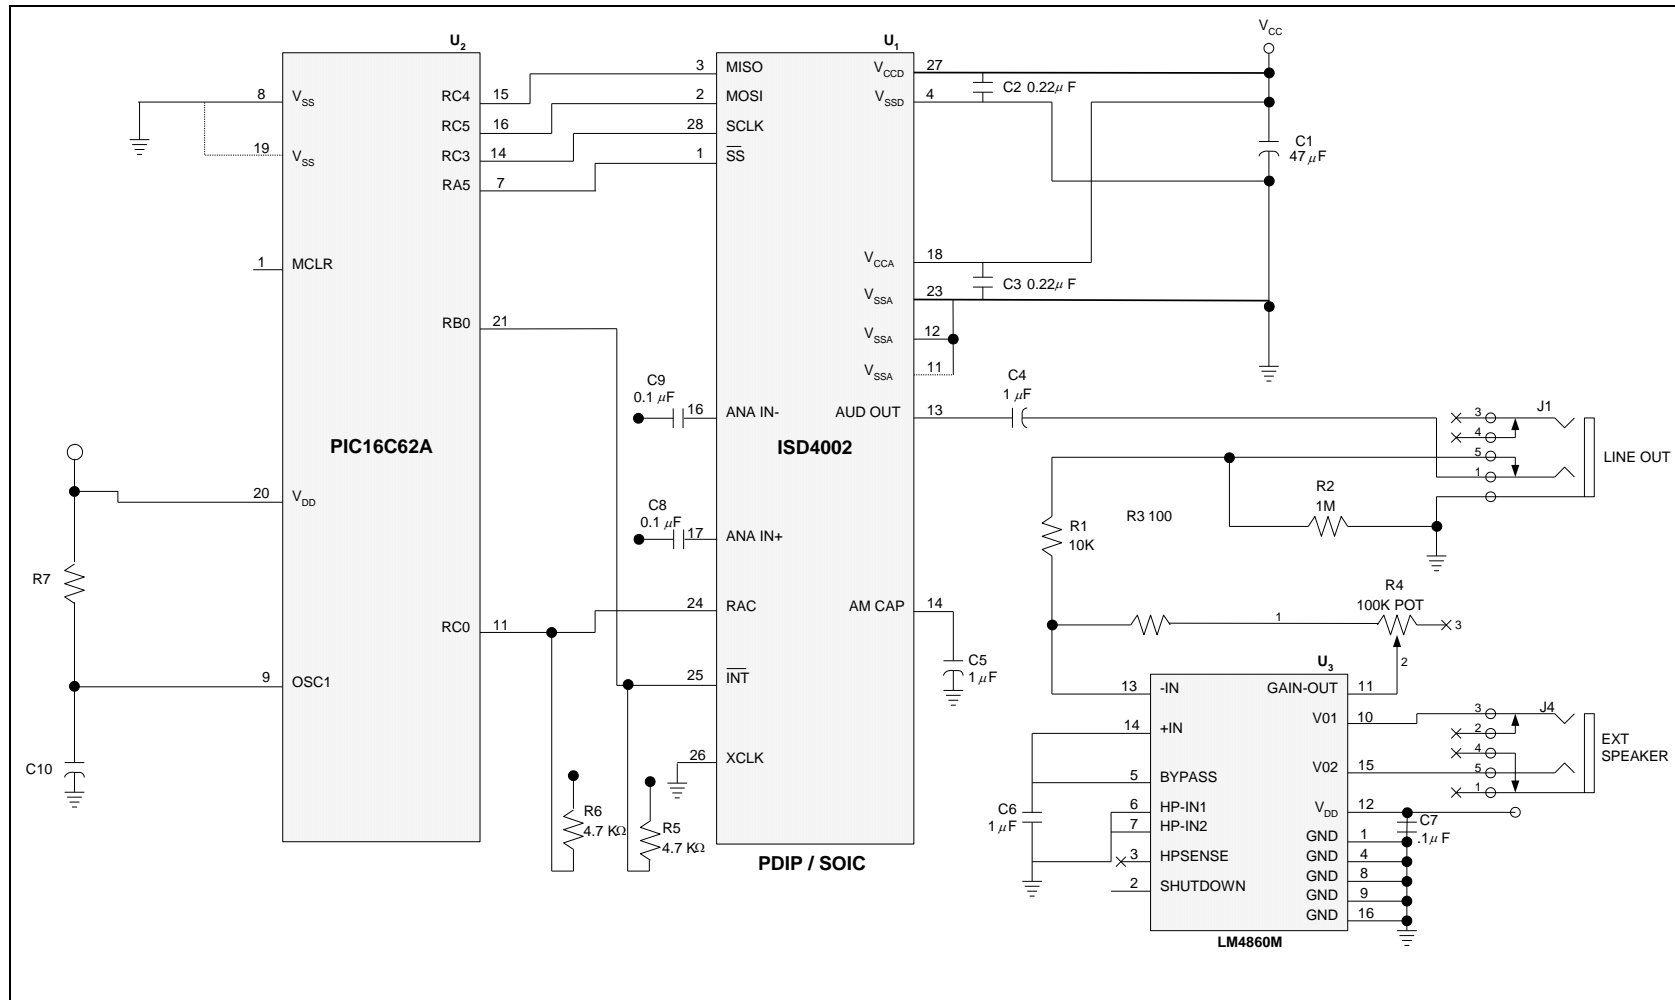 U2
8 VSS
19 VSS
1 MCLR
20 VDD
9 OSC1
RC4 15
RC5 16
RC3 14
RA5 7
RB0 21
RC0 11
PIC16C62A
R7
C10
U1
3 MISO
2 MOSI
28 SCLK
1 SS
C9
0.1 μF
16 ANA IN-
C8
0.1 μF
17 ANA IN+
24 RAC
25 INT
26 XCLK
R6
4.7 KΩ
R5
4.7 KΩ
ISD4002
PDIP / SOIC
VCCD 27
VSSD 4
VCCA 18
VSSA 23
VSSA 12
VSSA 11
AUD OUT 13
AM CAP 14
VCC
C2 0.22μ F
C1
47 μF
C3 0.22μ F
C4
1 μF
C5
1 μF
3 J1
4
5
1
LINE OUT
R2
1M
R1
10K
R3 100
R4
100K POT
1
3
2
U3
13 -IN
14 +IN
5 BYPASS
6 HP-IN1
7 HP-IN2
3 HPSENSE
2 SHUTDOWN
C6
1 μF
GAIN-OUT 11
V01 10
V02 15
VDD 12
GND 1
GND 4
GND 8
GND 9
GND 16
C7
.1μ F
LM4860M
3 J4
2
4
5
1
EXT
SPEAKER